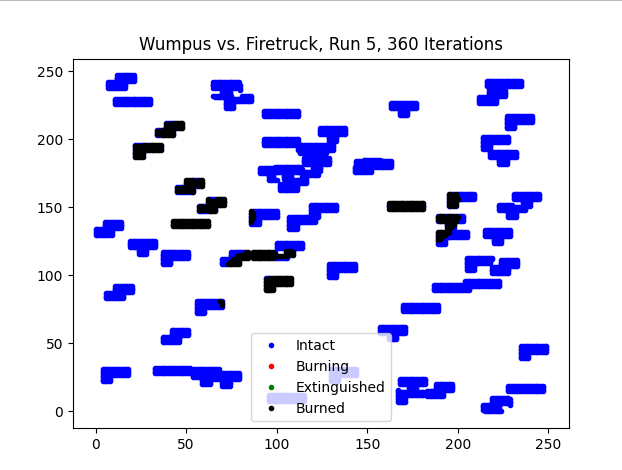 Wumpus vs. Firetruck, Run 5, 360 Iterations
250
200
150
100
50
0
Intact
Burning
Extinguished
Burned
0
50
100
150
200
250